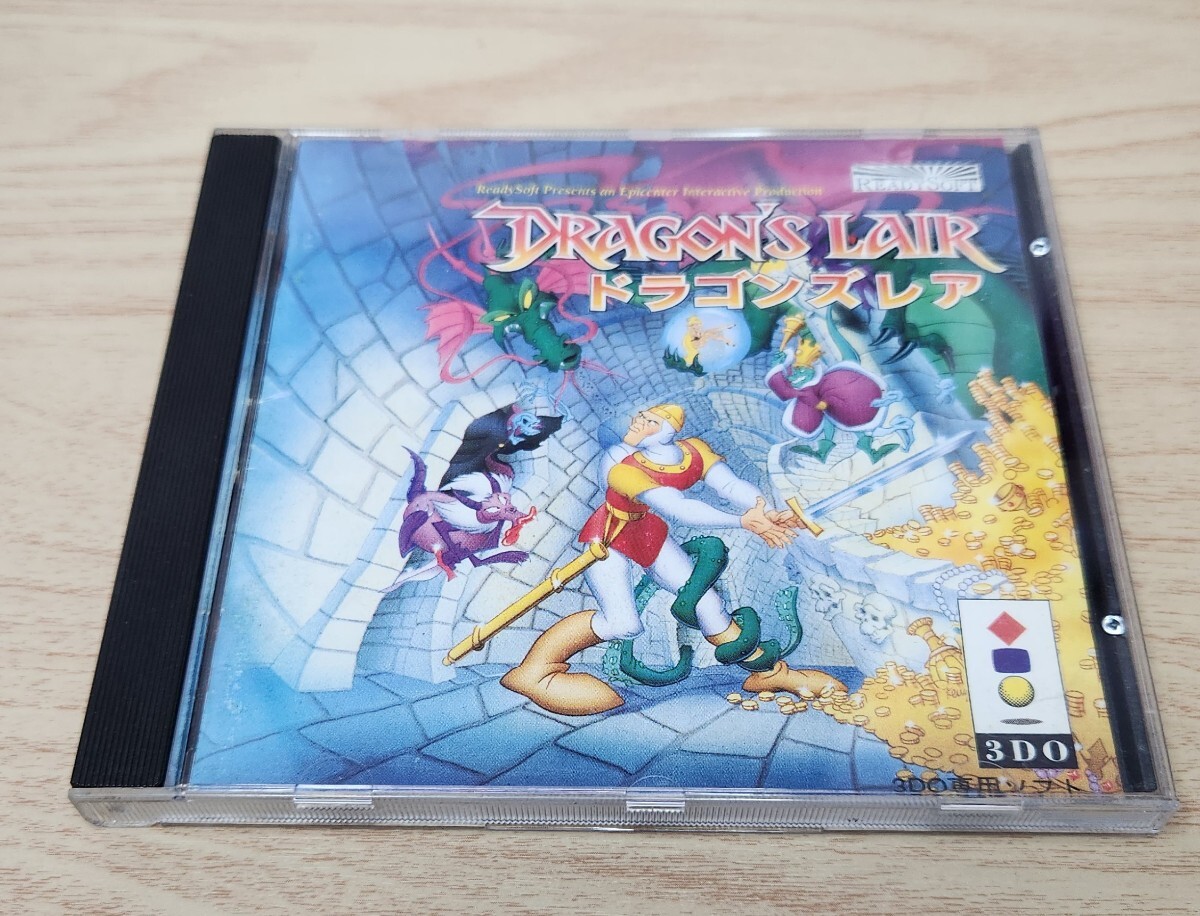 ReadySoft Presents an Epicenter Interactive Production
READYSOFT
DRAGON'S LAIR
ドラゴンズレア
3DO
3DO専用ソフト